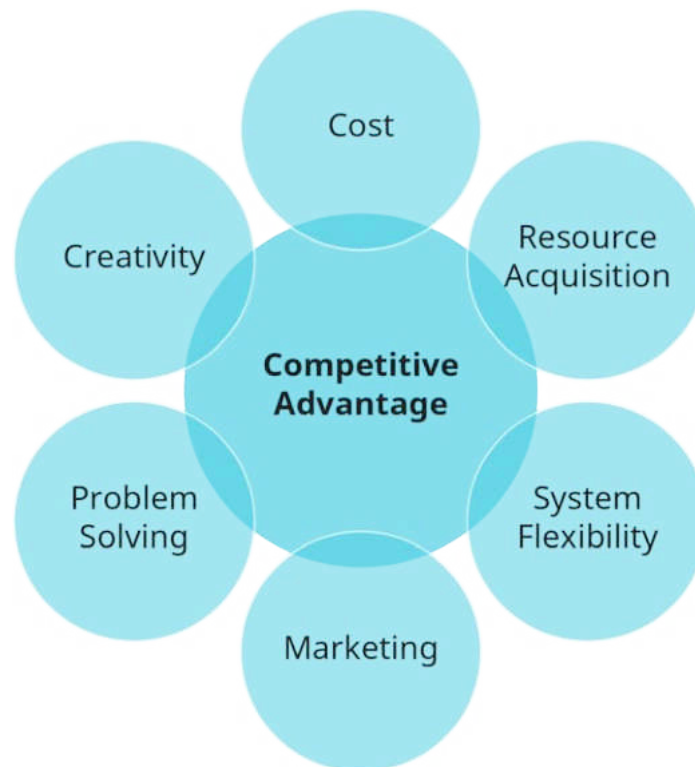 Cost
Resource
Acquisition
System
Flexibility
Marketing
Problem
Solving
Creativity
Competitive
Advantage